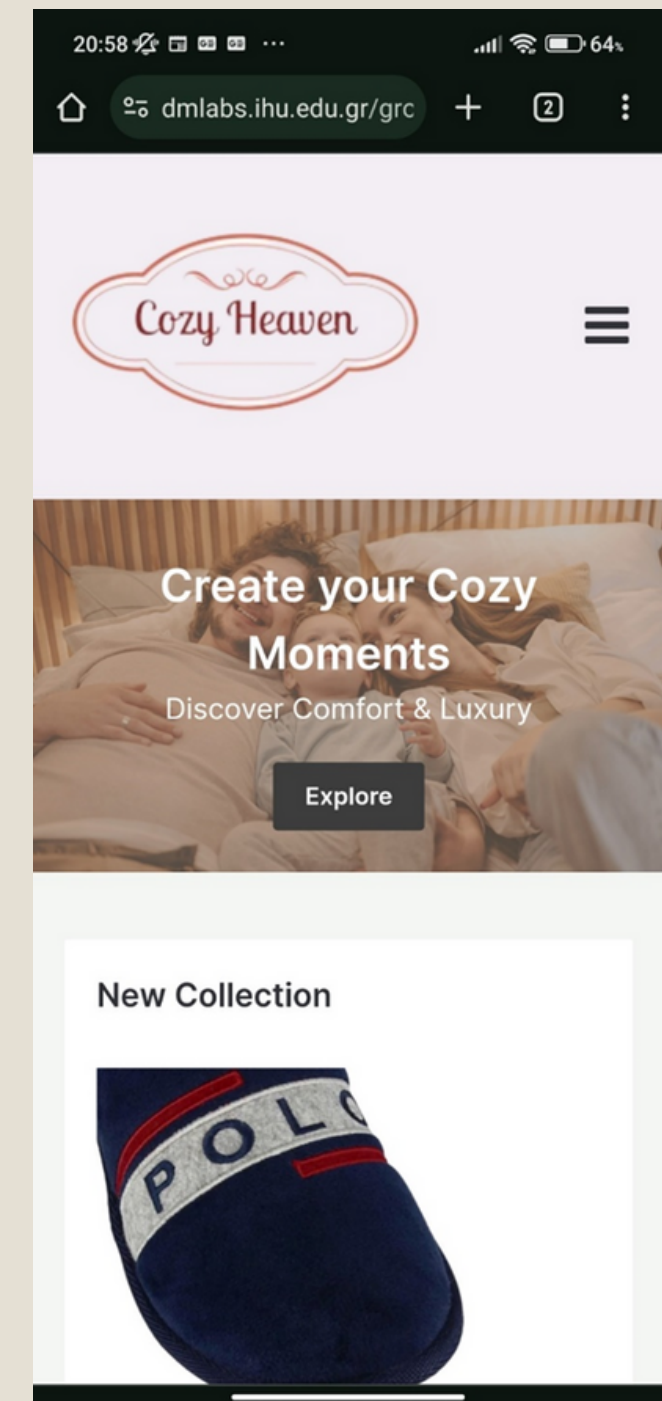 20:58 64%
dmlabs.ihu.edu.gr/grc 2
Cozy Heaven
Create your Cozy
Moments
Discover Comfort & Luxury
Explore
New Collection
POLO